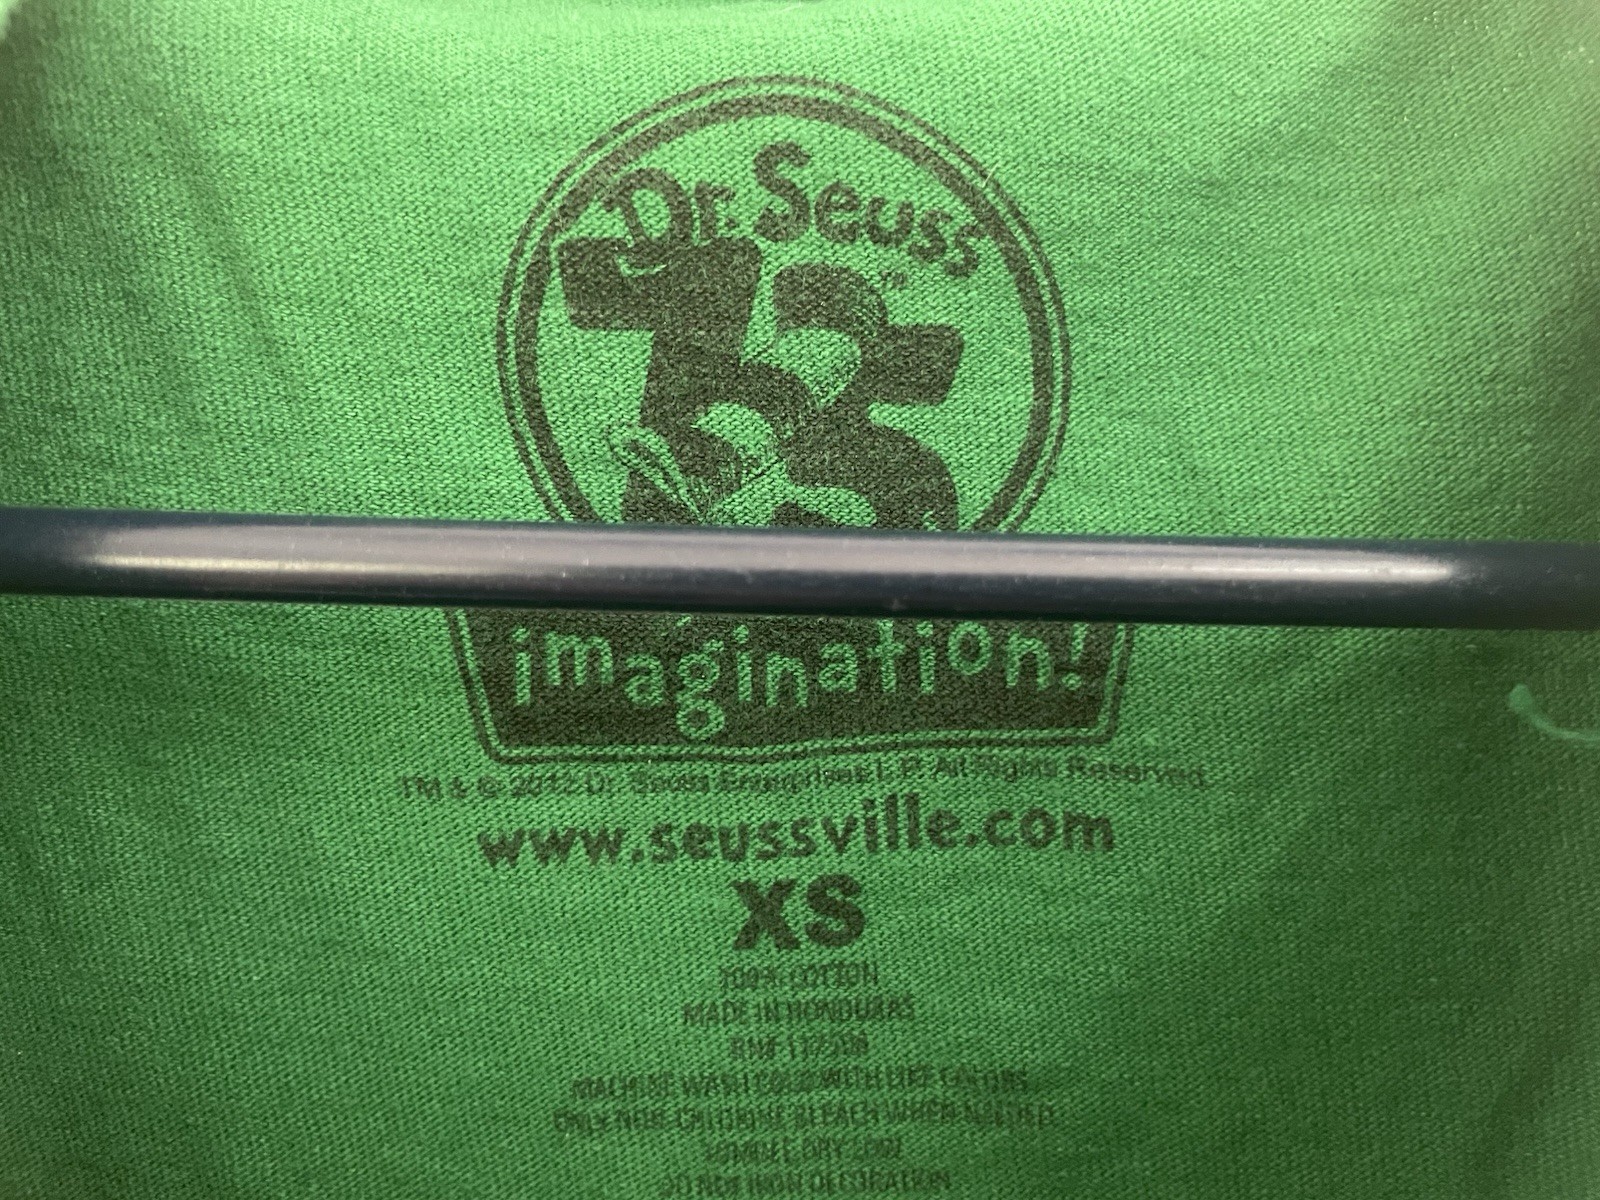 Dr. Seuss
75
imagination!
TM & © 2012 Dr. Seuss Enterprises L.P. All Rights Reserved.
www.seussville.com
XS
100% COTTON
MADE IN HONDURAS
RN#
MACHINE WASH COLD WITH LIKE COLORS
ONLY NON-CHLORINE BLEACH WHEN NEEDED
TUMBLE DRY LOW
DO NOT IRON DECORATION